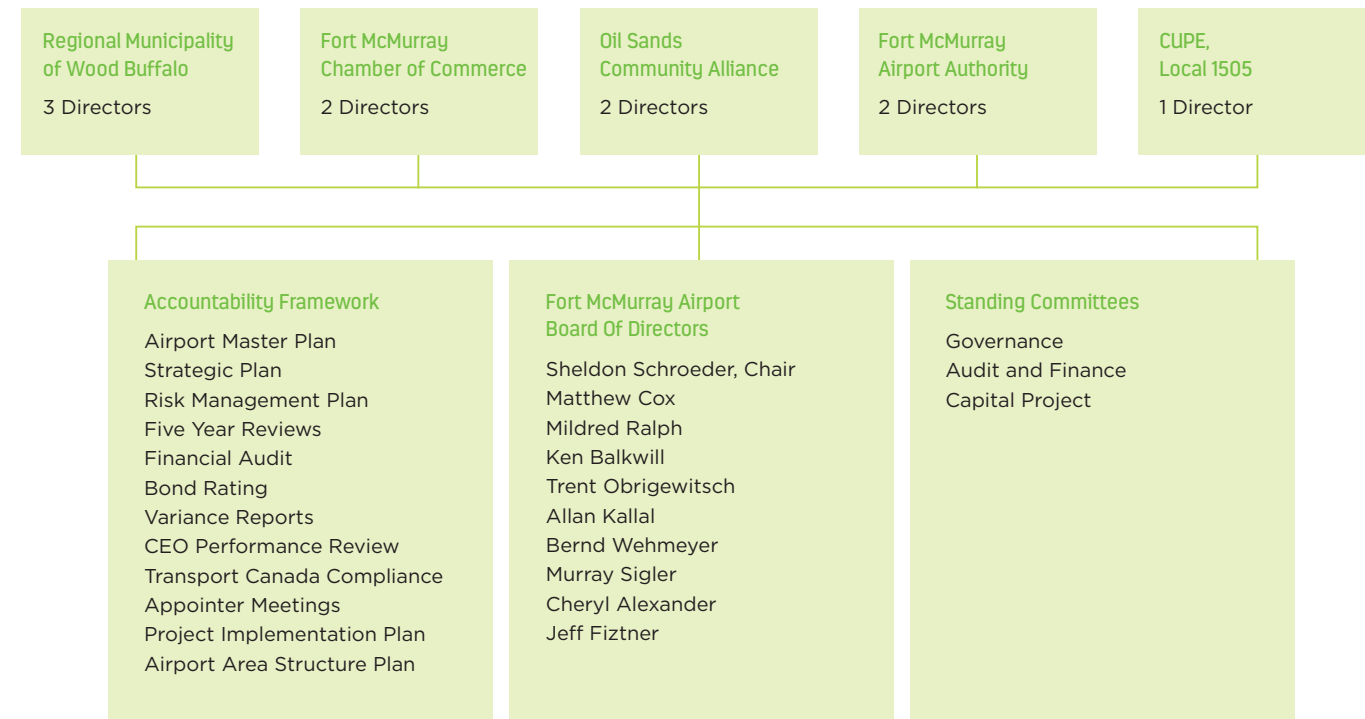 Regional Municipality
of Wood Buffalo
3 Directors
Fort McMurray
Chamber of Commerce
2 Directors
Oil Sands
Community Alliance
2 Directors
Fort McMurray
Airport Authority
2 Directors
CUPE,
Local 1505
1 Director
Accountability Framework
Airport Master Plan
Strategic Plan
Risk Management Plan
Five Year Reviews
Financial Audit
Bond Rating
Variance Reports
CEO Performance Review
Transport Canada Compliance
Appointer Meetings
Project Implementation Plan
Airport Area Structure Plan
Fort McMurray Airport
Board Of Directors
Sheldon Schroeder, Chair
Matthew Cox
Mildred Ralph
Ken Balkwill
Trent Obrigewitsch
Allan Kallal
Bernd Wehmeyer
Murray Sigler
Cheryl Alexander
Jeff Fiztner
Standing Committees
Governance
Audit and Finance
Capital Project